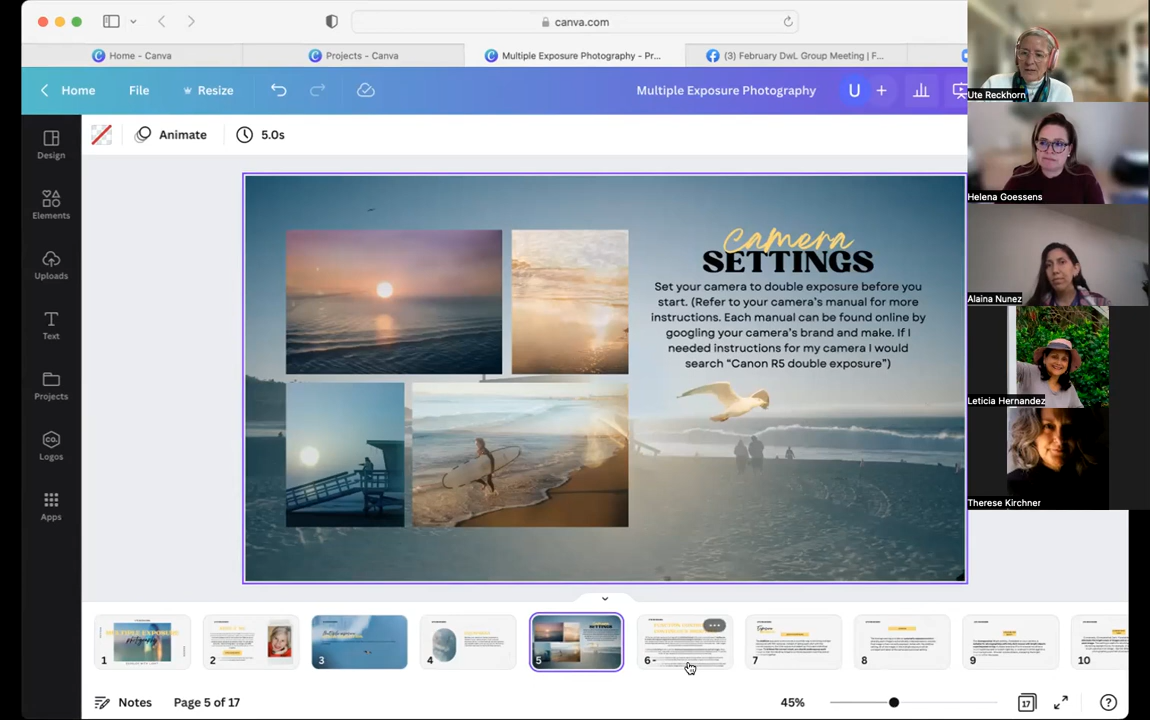 canva.com
Home - Canva
Projects - Canva
Multiple Exposure Photography - Pr...
(3) February DwL Group Meeting | F...
Home
File
Resize
Multiple Exposure Photography
U
+
Animate
5.0s
Design
Elements
Uploads
Text
Projects
CO.
Logos
Apps
Camera
SETTINGS
Set your camera to double exposure before you
start. (Refer to your camera's manual for more
instructions. Each manual can be found online by
googling your camera's brand and make. If I
needed instructions for my camera I would
search "Canon R5 double exposure")
Ute Reckhorn
Helena Goessens
Alaina Nunez
Leticia Hernandez
Therese Kirchner
1
2
3
4
5
6 -
7
8
9
10
Notes
Page 5 of 17
45%
17
?